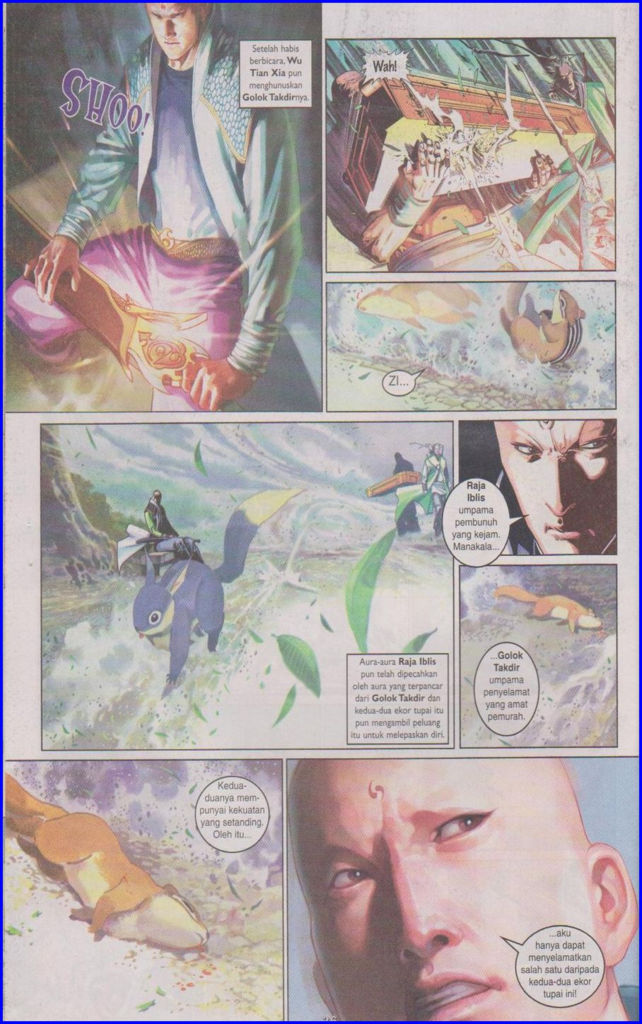 Setelah habis
berbicara, Wu
Tian Xia pun
menghunuskan
Golok Takdirnya.
SHOO!
Wah!
ZI...
Raja
Iblis
umpama
pembunuh
yang kejam.
Manakala...
Aura-aura Raja Iblis
pun telah dipecahkan
oleh aura yang terpancar
dari Golok Takdir dan
kedua-dua ekor tupai itu
pun mengambil peluang
itu untuk melepaskan diri.
...Golok
Takdir
umpama
penyelamat
yang amat
pemurah.
Kedua-
duanya mem-
punyai kekuatan
yang setanding.
Oleh itu...
...aku
hanya dapat
menyelamatkan
salah satu daripada
kedua-dua ekor
tupai ini!